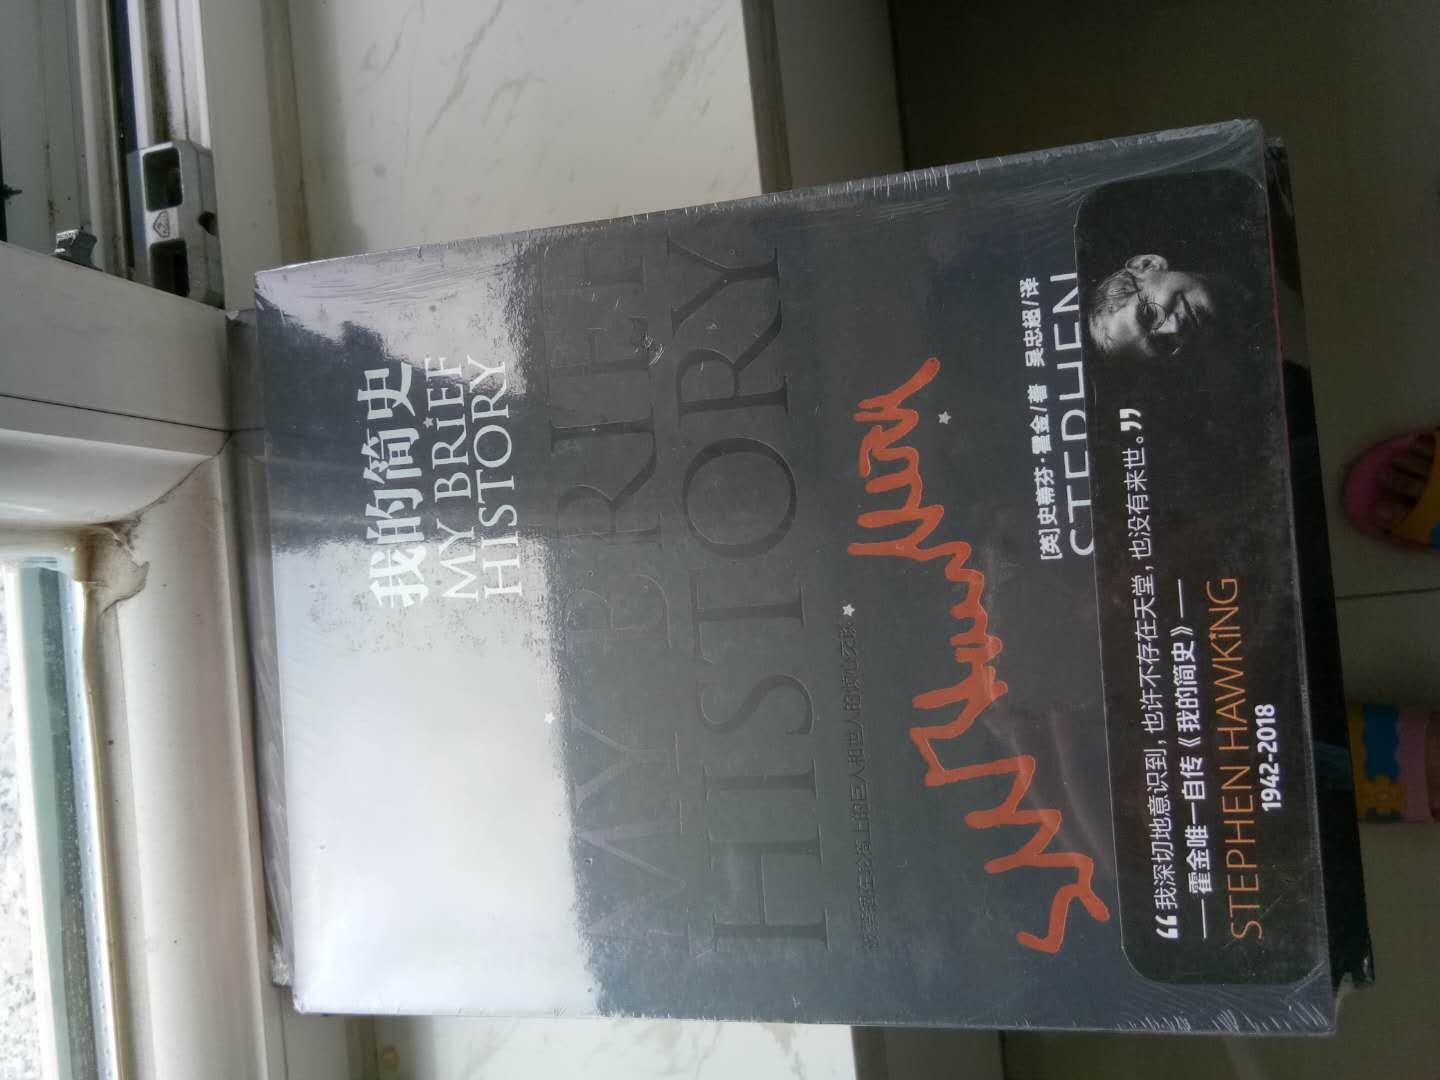 我的简史
MY BRIEF
HISTORY
MY BRIEF
HISTORY
[英]史蒂芬·霍金/著 吴忠超/译
STEPHEN
“我深切地意识到，也许不存在天堂，也没有来世。”
——霍金唯一自传《我的简史》——
STEPHEN HAWKING
1942-2018